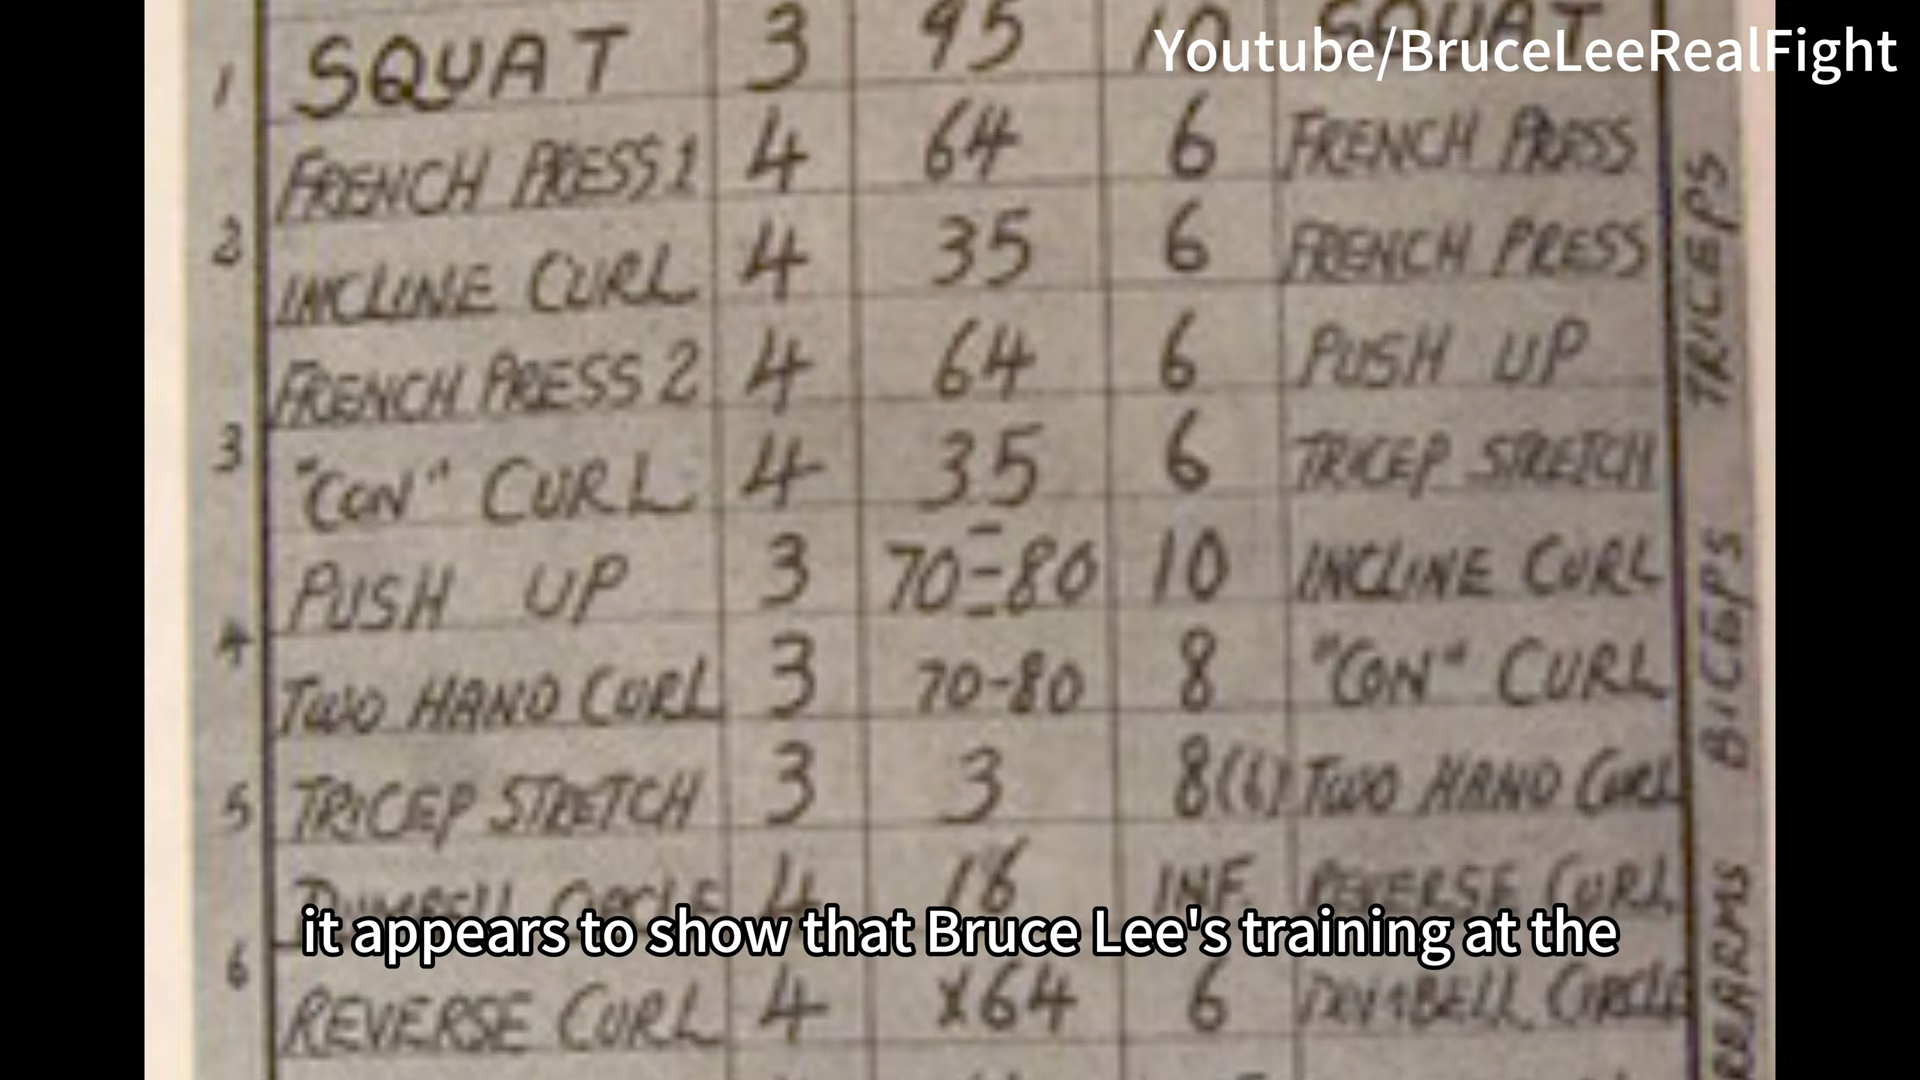 Youtube/BruceLeeRealFight
1 SQUAT 3 95 10 SQUAT
FRENCH PRESS 1 4 64 6 FRENCH PRESS
2 INCLINE CURL 4 35 6 FRENCH PRESS
FRENCH PRESS 2 4 64 6 PUSH UP
3 "CON" CURL 4 35 6 TRICEP STRETCH
PUSH UP 3 70-80 10 INCLINE CURL
4 TWO HAND CURL 3 70-80 8 "CON" CURL
5 TRICEP STRETCH 3 3 8(6) TWO HAND CURL
DUMBELL CIRCLE 4 16 INF. REVERSE CURL
6 REVERSE CURL 4 X64 6 DUMBELL CIRCLE
TRICEPS
BICEPS
REARMS
it appears to show that Bruce Lee's training at the